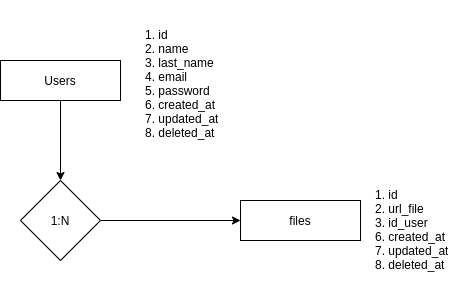 1. id
2. name
3. last_name
4. email
5. password
6. created_at
7. updated_at
8. deleted_at
Users
1:N
files
1. id
2. url_file
3. id_user
6. created_at
7. updated_at
8. deleted_at